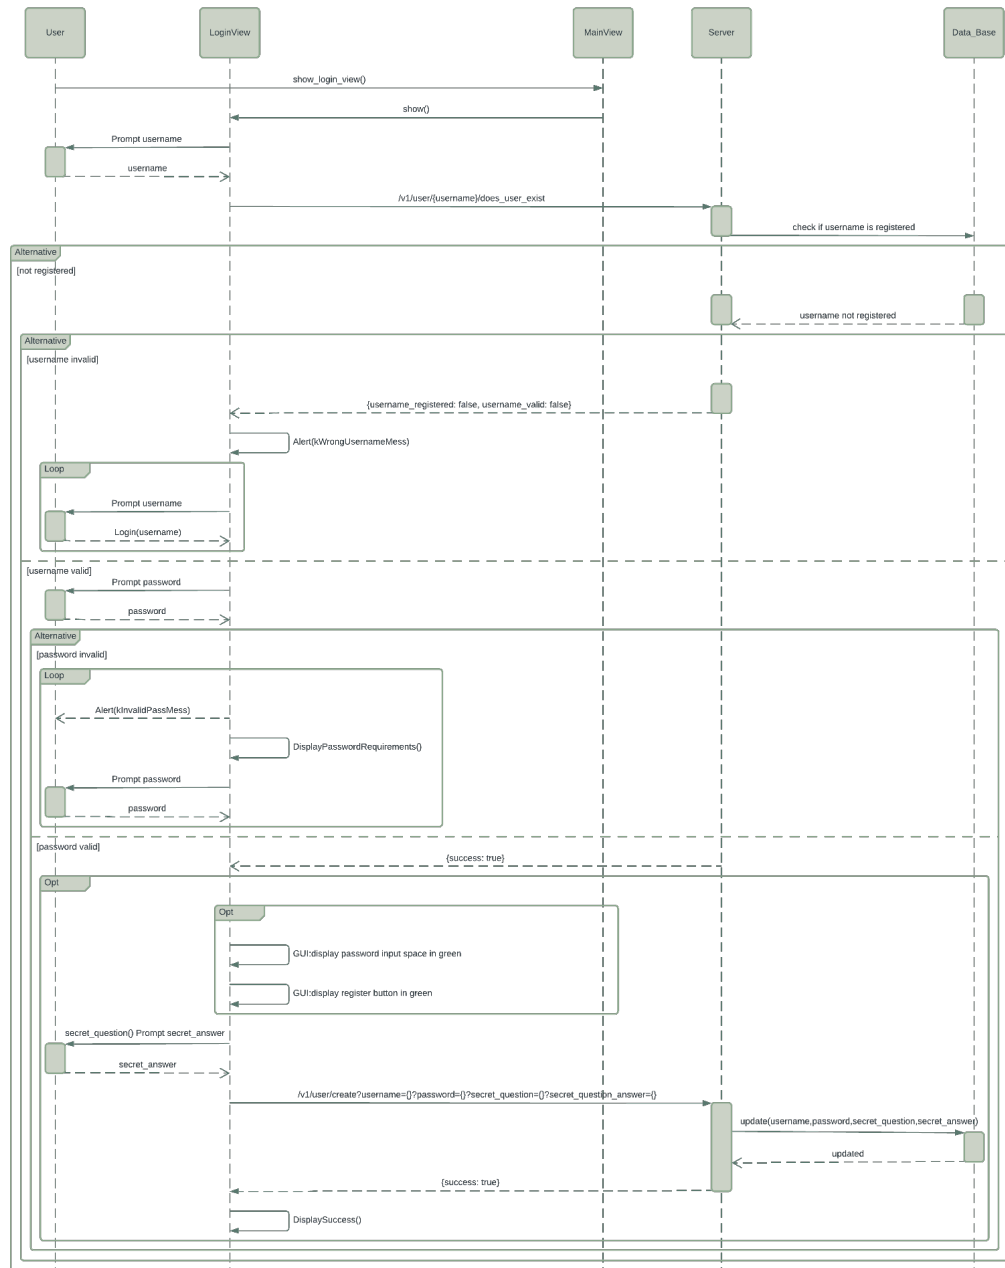 User
LoginView
MainView
Server
Data_Base
show_login_view()
show()
Prompt username
username
/v1/user/{username}/does_user_exist
check if username is registered
Alternative
[not registered]
username not registered
Alternative
[username invalid]
{username_registered: false, username_valid: false}
Alert(kWrongUsernameMess)
Loop
Prompt username
Login(username)
[username valid]
Prompt password
password
Alternative
[password invalid]
Loop
Alert(kInvalidPassMess)
DisplayPasswordRequirements()
Prompt password
password
[password valid]
{success: true}
Opt
Opt
GUI:display password input space in green
GUI:display register button in green
secret_question() Prompt secret_answer
secret_answer
/v1/user/create?username={}?password={}?secret_question={}?secret_question_answer={}
update(username,password,secret_question,secret_answer)
updated
{success: true}
DisplaySuccess()